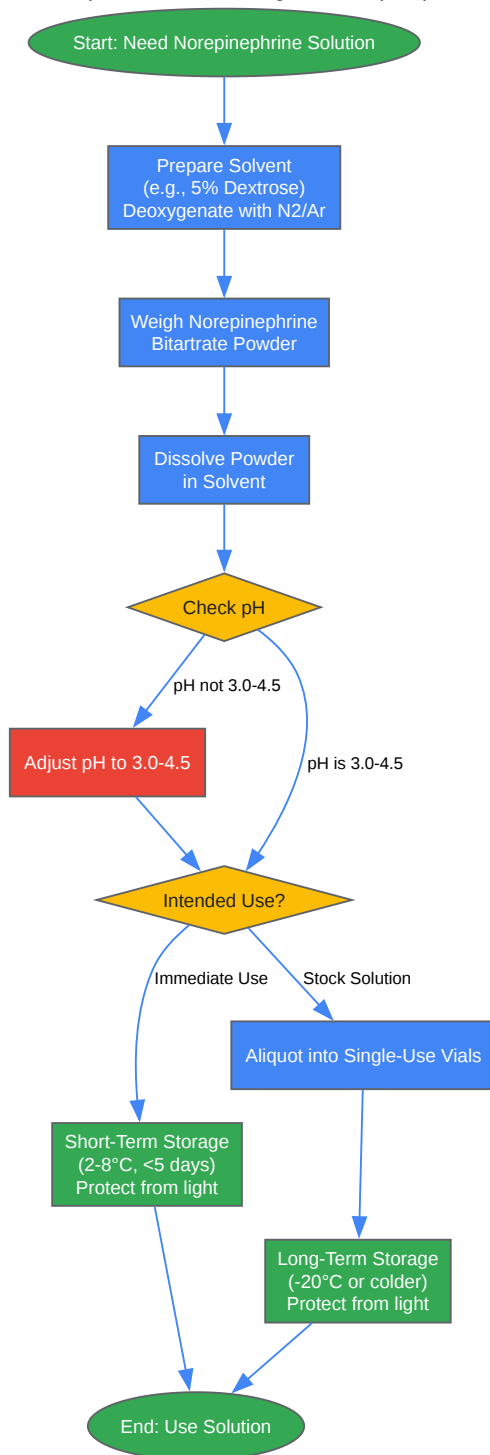 Start: Need Norepinephrine Solution
Prepare Solvent
(e.g., 5% Dextrose)
Deoxygenate with N2/Ar
Weigh Norepinephrine
Bitartrate Powder
Dissolve Powder
in Solvent
Check pH
pH not 3.0-4.5
Adjust pH to 3.0-4.5
pH is 3.0-4.5
Intended Use?
Immediate Use
Stock Solution
Aliquot into Single-Use Vials
Short-Term Storage
(2-8°C, <5 days)
Protect from light
Long-Term Storage
(-20°C or colder)
Protect from light
End: Use Solution